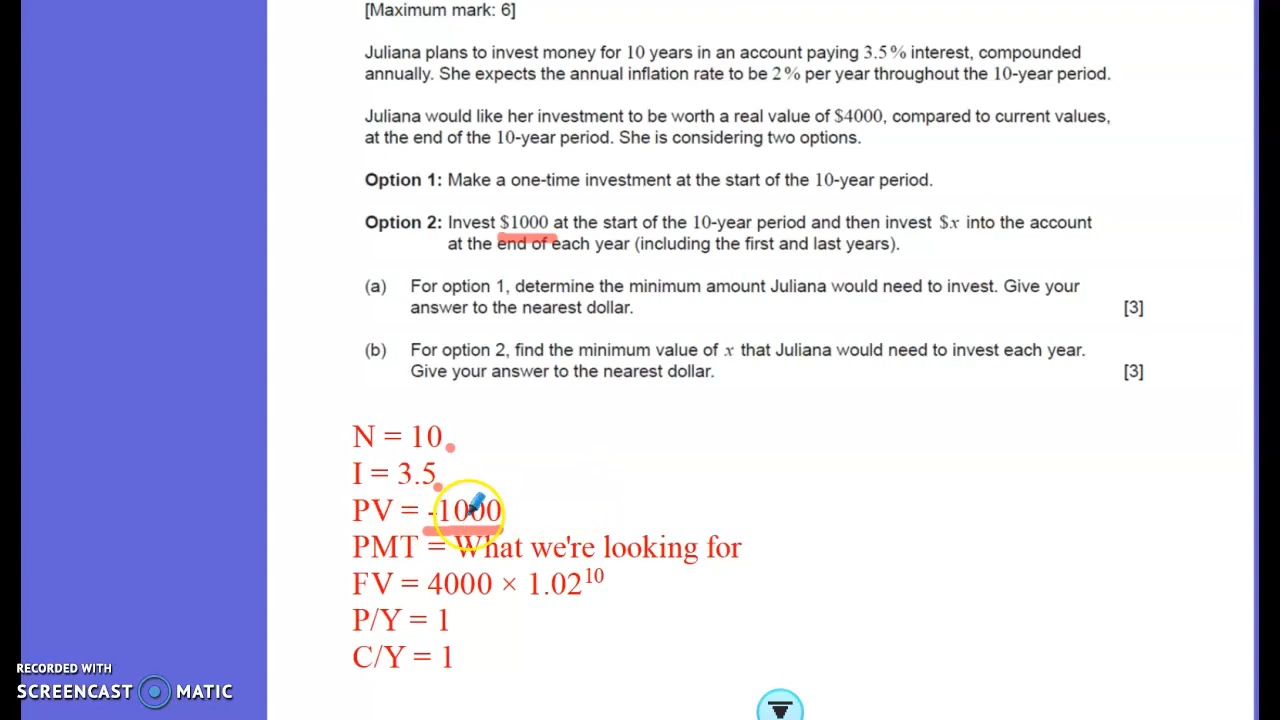 [Maximum mark: 6]
Juliana plans to invest money for 10 years in an account paying 3.5% interest, compounded
annually. She expects the annual inflation rate to be 2% per year throughout the 10-year period.
Juliana would like her investment to be worth a real value of $4000, compared to current values,
at the end of the 10-year period. She is considering two options.
Option 1: Make a one-time investment at the start of the 10-year period.
Option 2: Invest $1000 at the start of the 10-year period and then invest $x into the account
at the end of each year (including the first and last years).
(a) For option 1, determine the minimum amount Juliana would need to invest. Give your
answer to the nearest dollar. [3]
(b) For option 2, find the minimum value of x that Juliana would need to invest each year.
Give your answer to the nearest dollar. [3]
N = 10
I = 3.5
PV = -1000
PMT = What we're looking for
FV = 4000 × 1.02¹⁰
P/Y = 1
C/Y = 1
RECORDED WITH
SCREENCAST MATIC